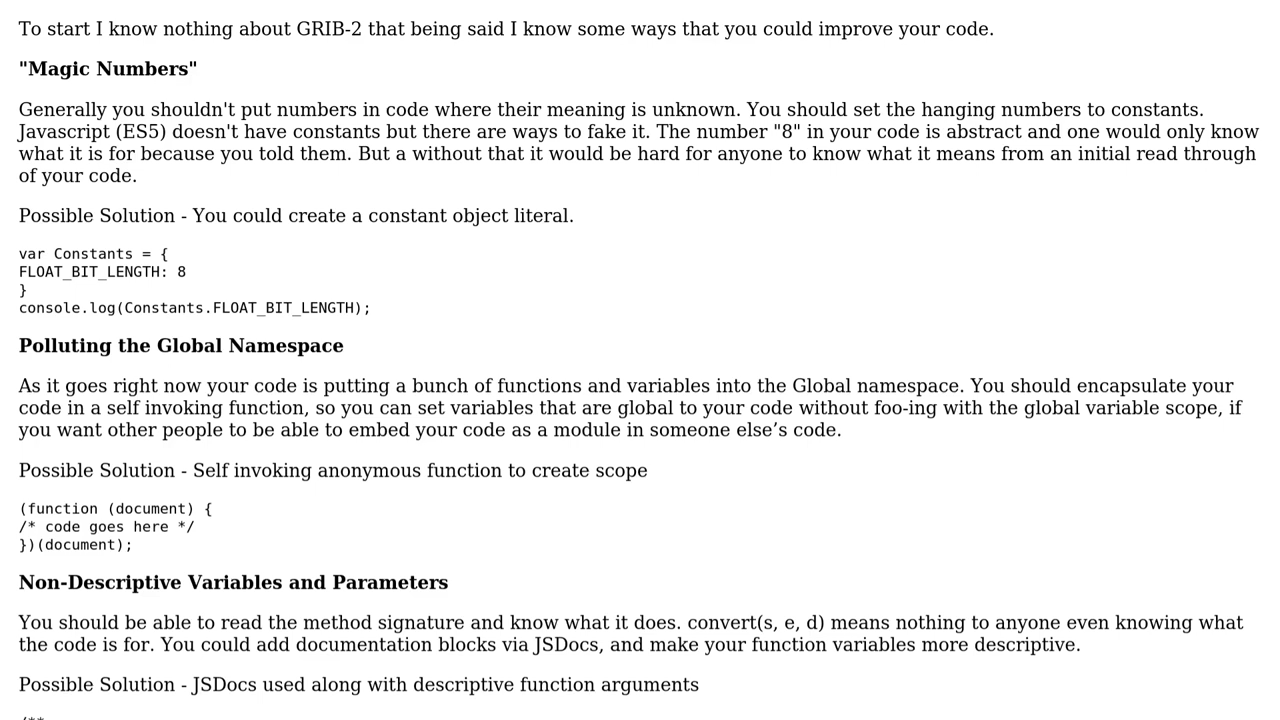 To start I know nothing about GRIB-2 that being said I know some ways that you could improve your code.
"Magic Numbers"
Generally you shouldn't put numbers in code where their meaning is unknown. You should set the hanging numbers to constants.
Javascript (ES5) doesn't have constants but there are ways to fake it. The number "8" in your code is abstract and one would only know
what it is for because you told them. But a without that it would be hard for anyone to know what it means from an initial read through
of your code.
Possible Solution - You could create a constant object literal.
var Constants = {
FLOAT_BIT_LENGTH: 8
}
console.log(Constants.FLOAT_BIT_LENGTH);
Polluting the Global Namespace
As it goes right now your code is putting a bunch of functions and variables into the Global namespace. You should encapsulate your
code in a self invoking function, so you can set variables that are global to your code without foo-ing with the global variable scope, if
you want other people to be able to embed your code as a module in someone else’s code.
Possible Solution - Self invoking anonymous function to create scope
(function (document) {
/* code goes here */
})(document);
Non-Descriptive Variables and Parameters
You should be able to read the method signature and know what it does. convert(s, e, d) means nothing to anyone even knowing what
the code is for. You could add documentation blocks via JSDocs, and make your function variables more descriptive.
Possible Solution - JSDocs used along with descriptive function arguments
/**